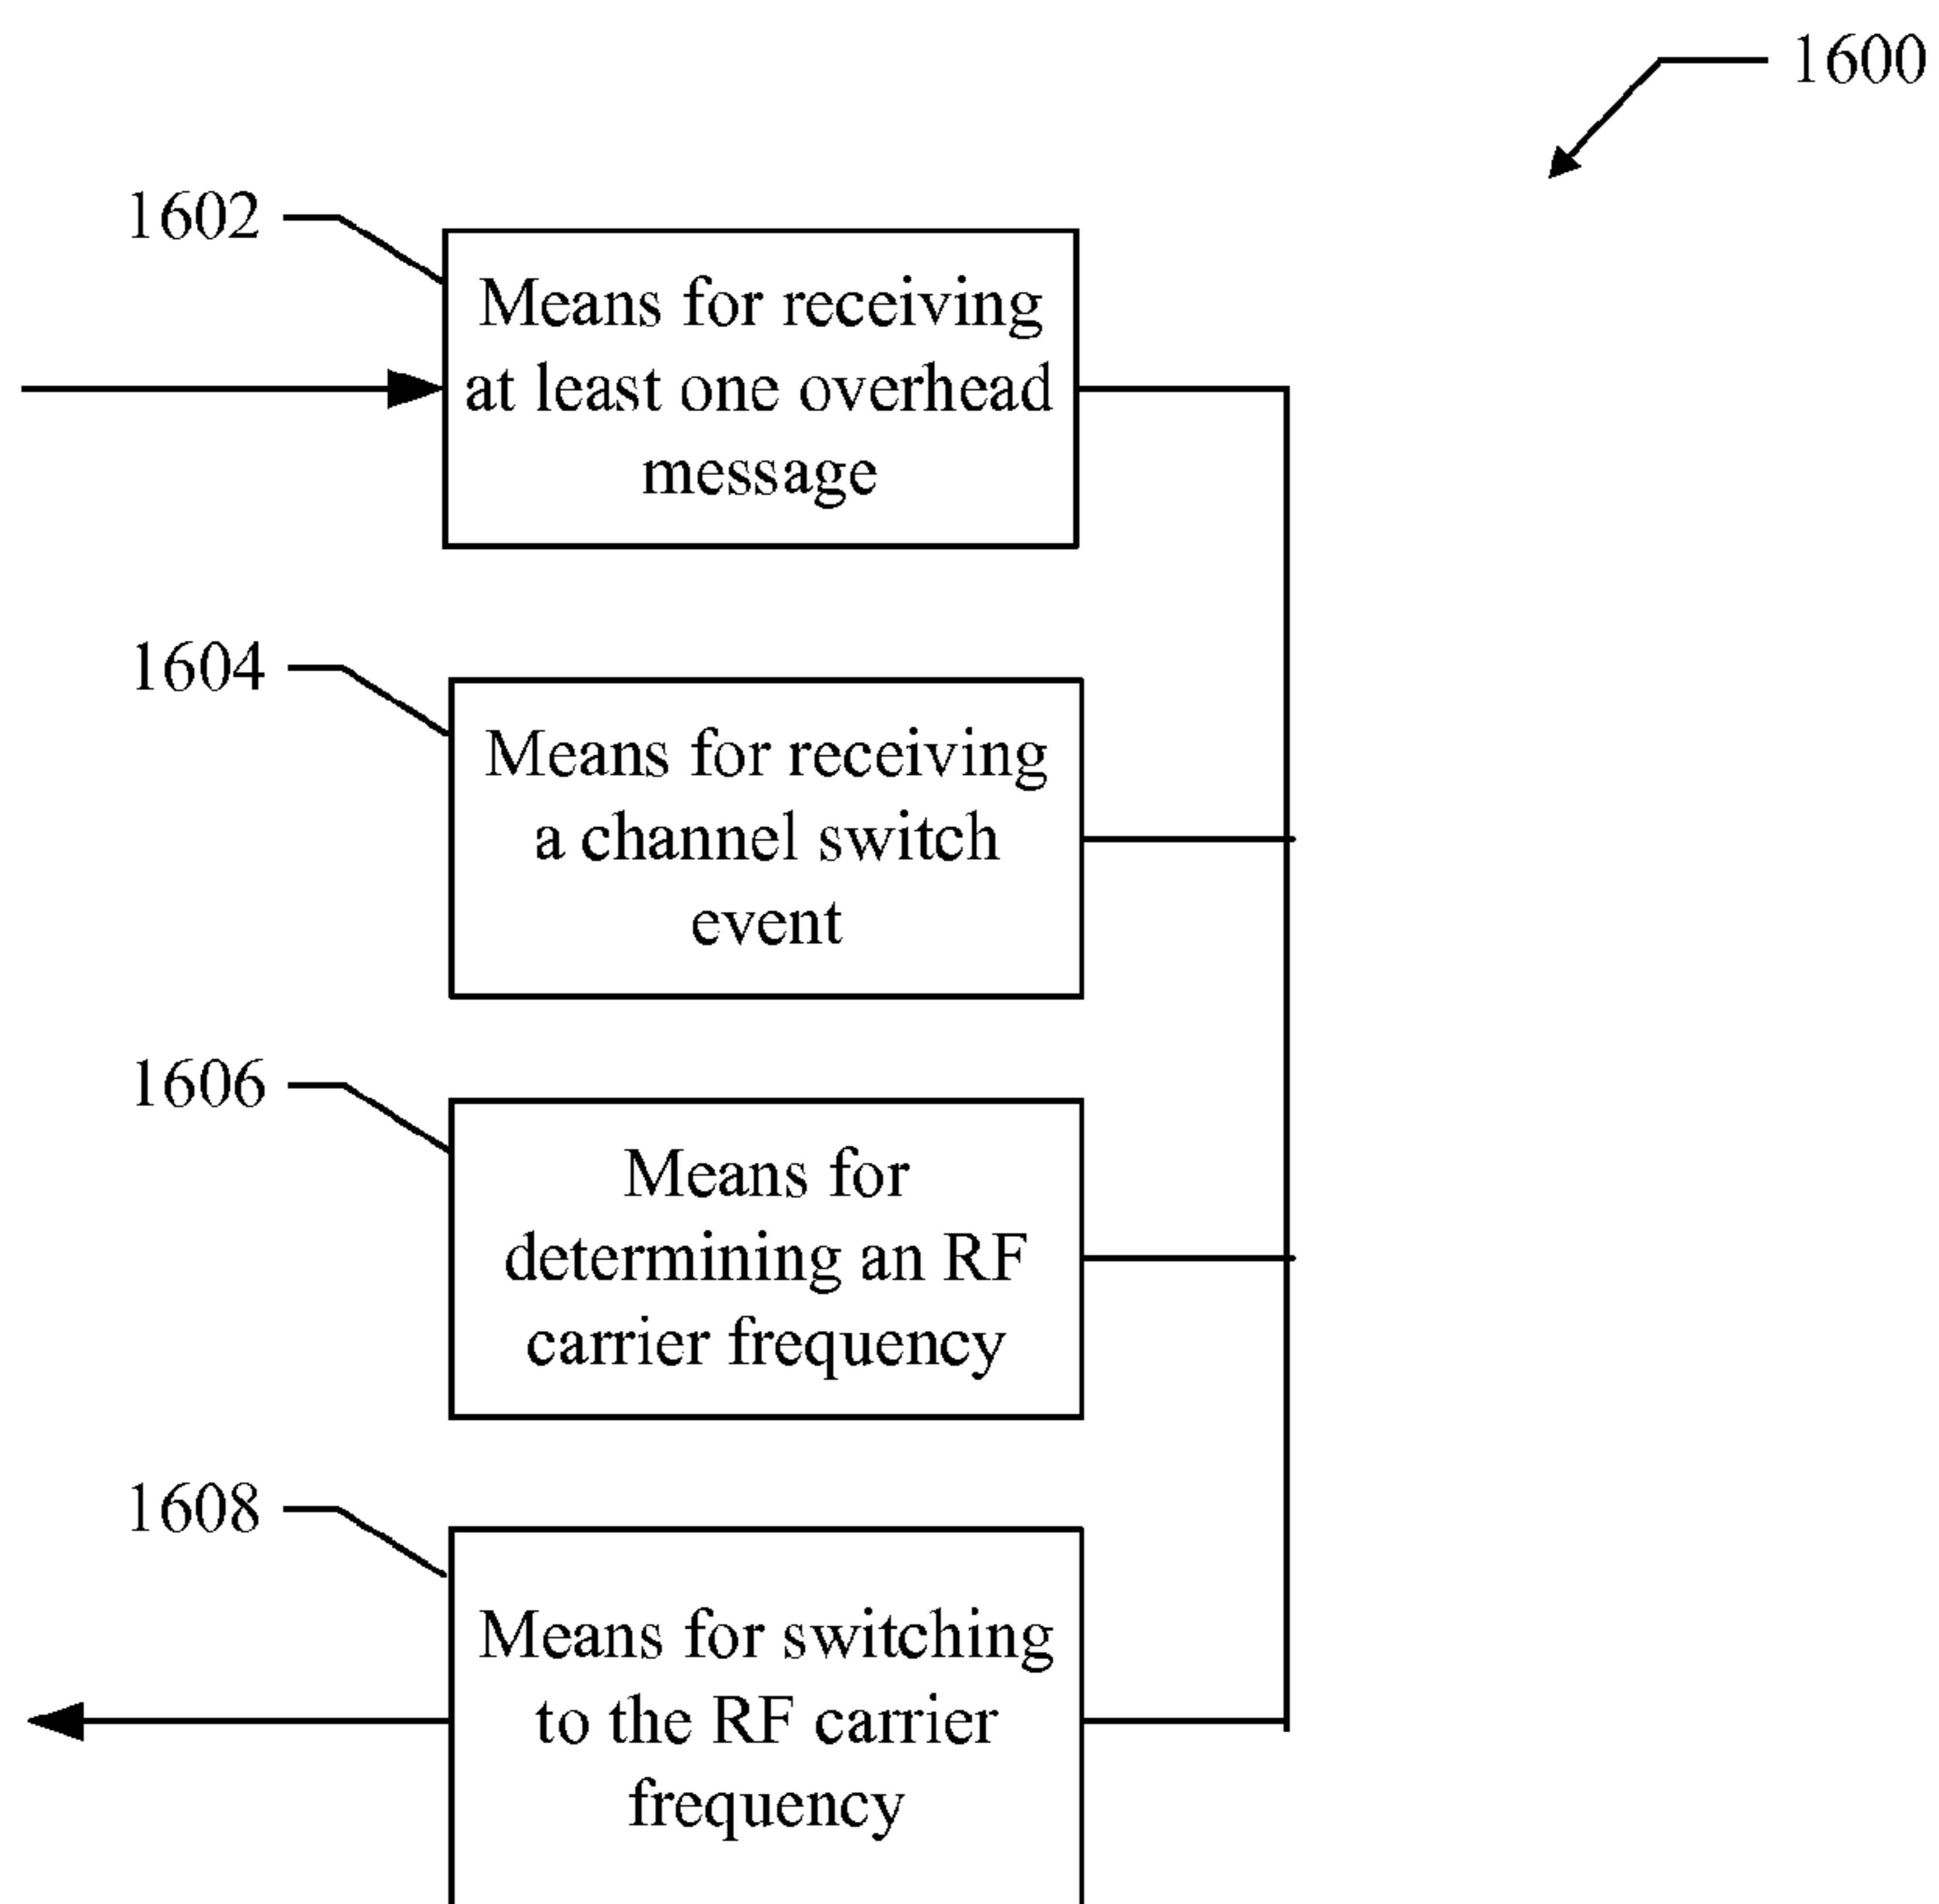 1600
1602
Means for receiving
at least one overhead
message
1604
Means for receiving
a channel switch
event
1606
Means for
determining an RF
carrier frequency
1608
Means for switching
to the RF carrier
frequency